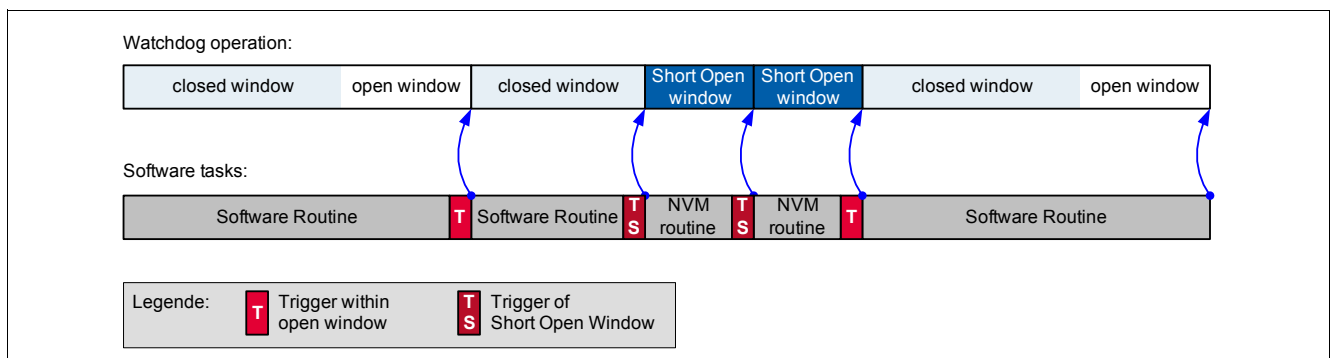 Watchdog operation:
closed window
open window
closed window
Short Open
window
Short Open
window
closed window
open window
Software tasks:
Software Routine
T
Software Routine
T
S
NVM
routine
T
S
NVM
routine
T
Software Routine
Legende:
T
Trigger within
open window
T
S
Trigger of
Short Open Window